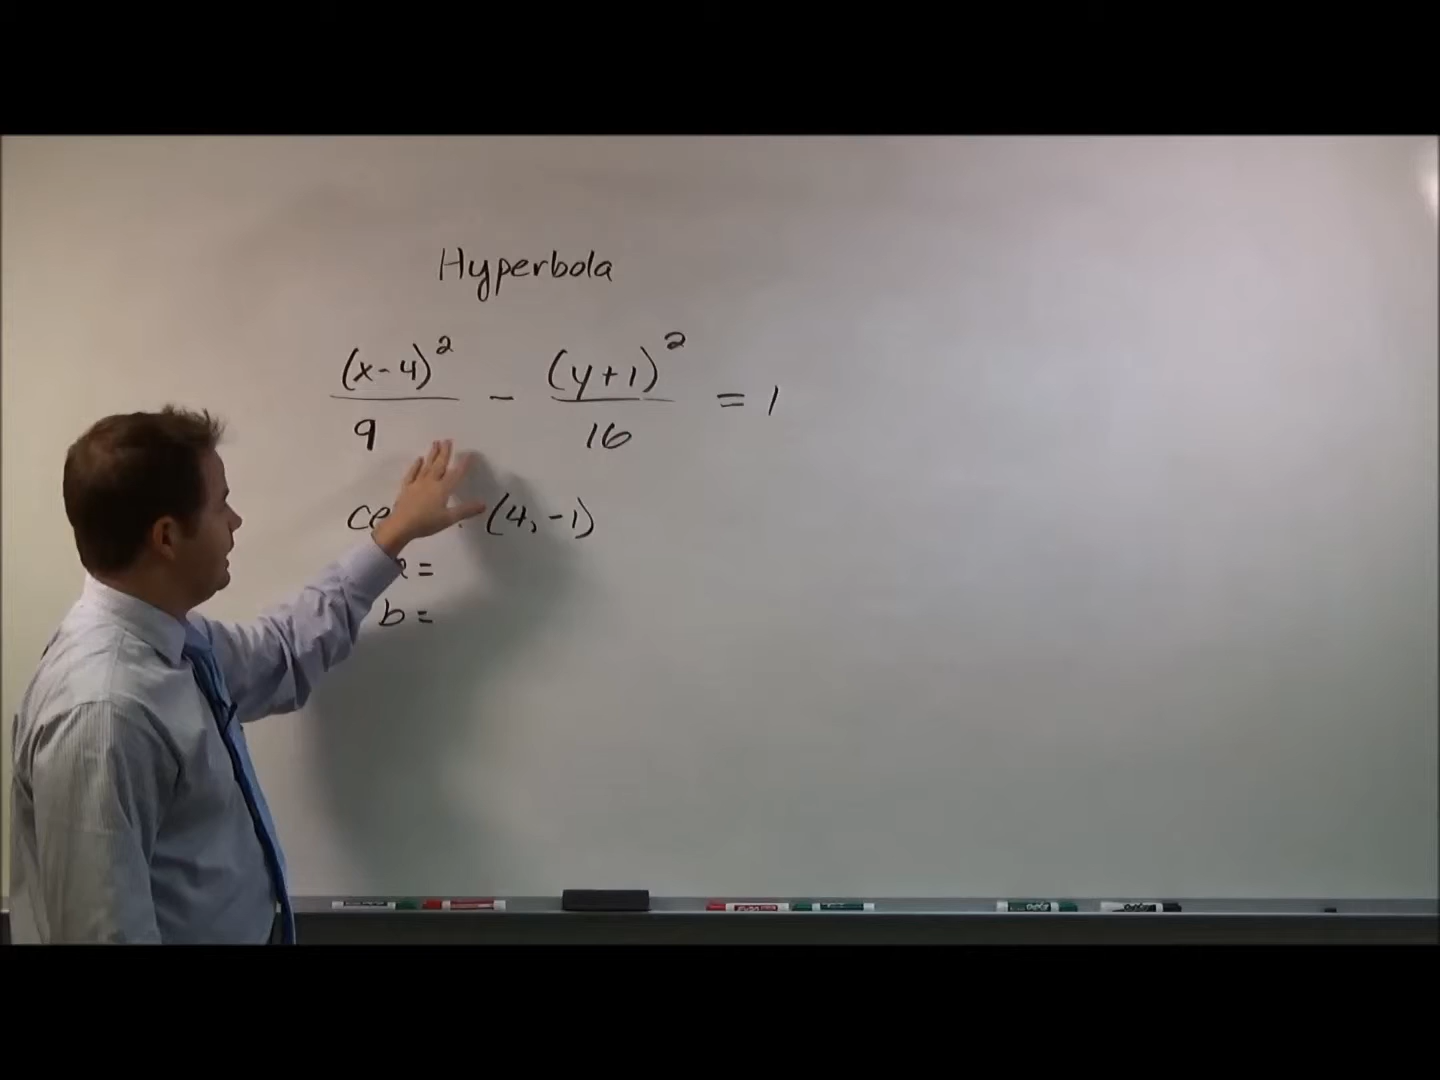 Hyperbola
(x-4)² / 9 - (y+1)² / 16 = 1
(4, -1)
=
b =